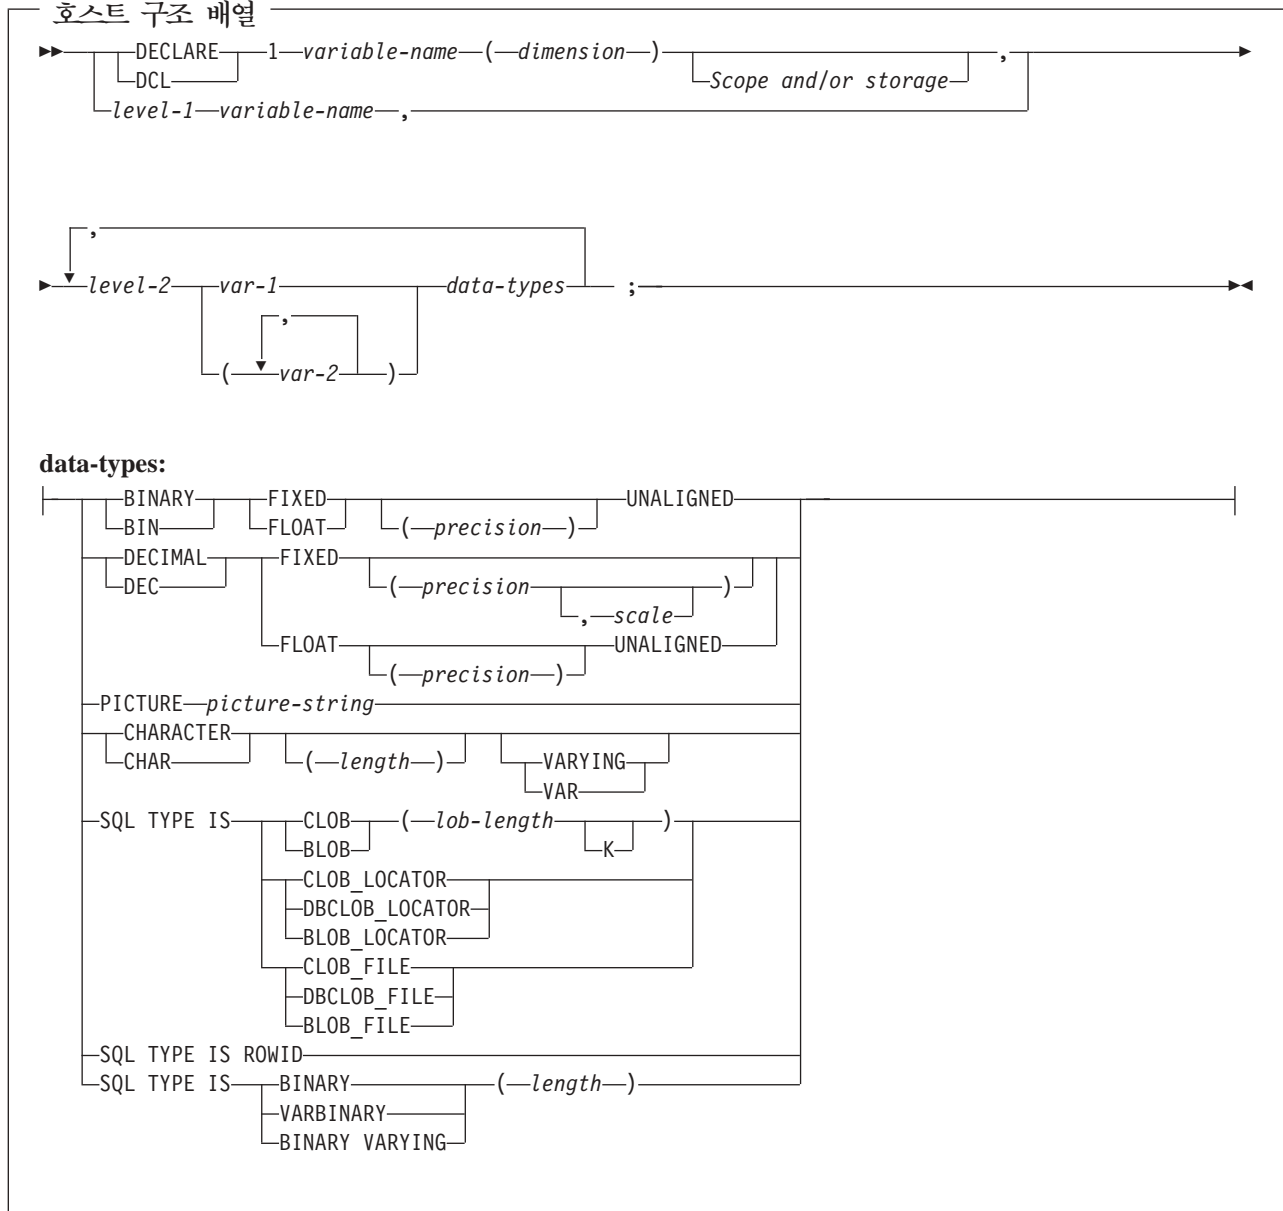 호스트 구조 배열
DECLARE 1 variable-name ( dimension ) ,
DCL Scope and/or storage
level-1 variable-name ,
,
level-2 var-1 data-types ;
,
( var-2 )
data-types:
BINARY FIXED UNALIGNED
BIN FLOAT ( precision )
DECIMAL FIXED
DEC ( precision )
, scale
FLOAT UNALIGNED
( precision )
PICTURE picture-string
CHARACTER
CHAR ( length ) VARYING
VAR
SQL TYPE IS CLOB ( lob-length )
BLOB K
CLOB_LOCATOR
DBCLOB_LOCATOR
BLOB_LOCATOR
CLOB_FILE
DBCLOB_FILE
BLOB_FILE
SQL TYPE IS ROWID
SQL TYPE IS BINARY ( length )
VARBINARY
BINARY VARYING